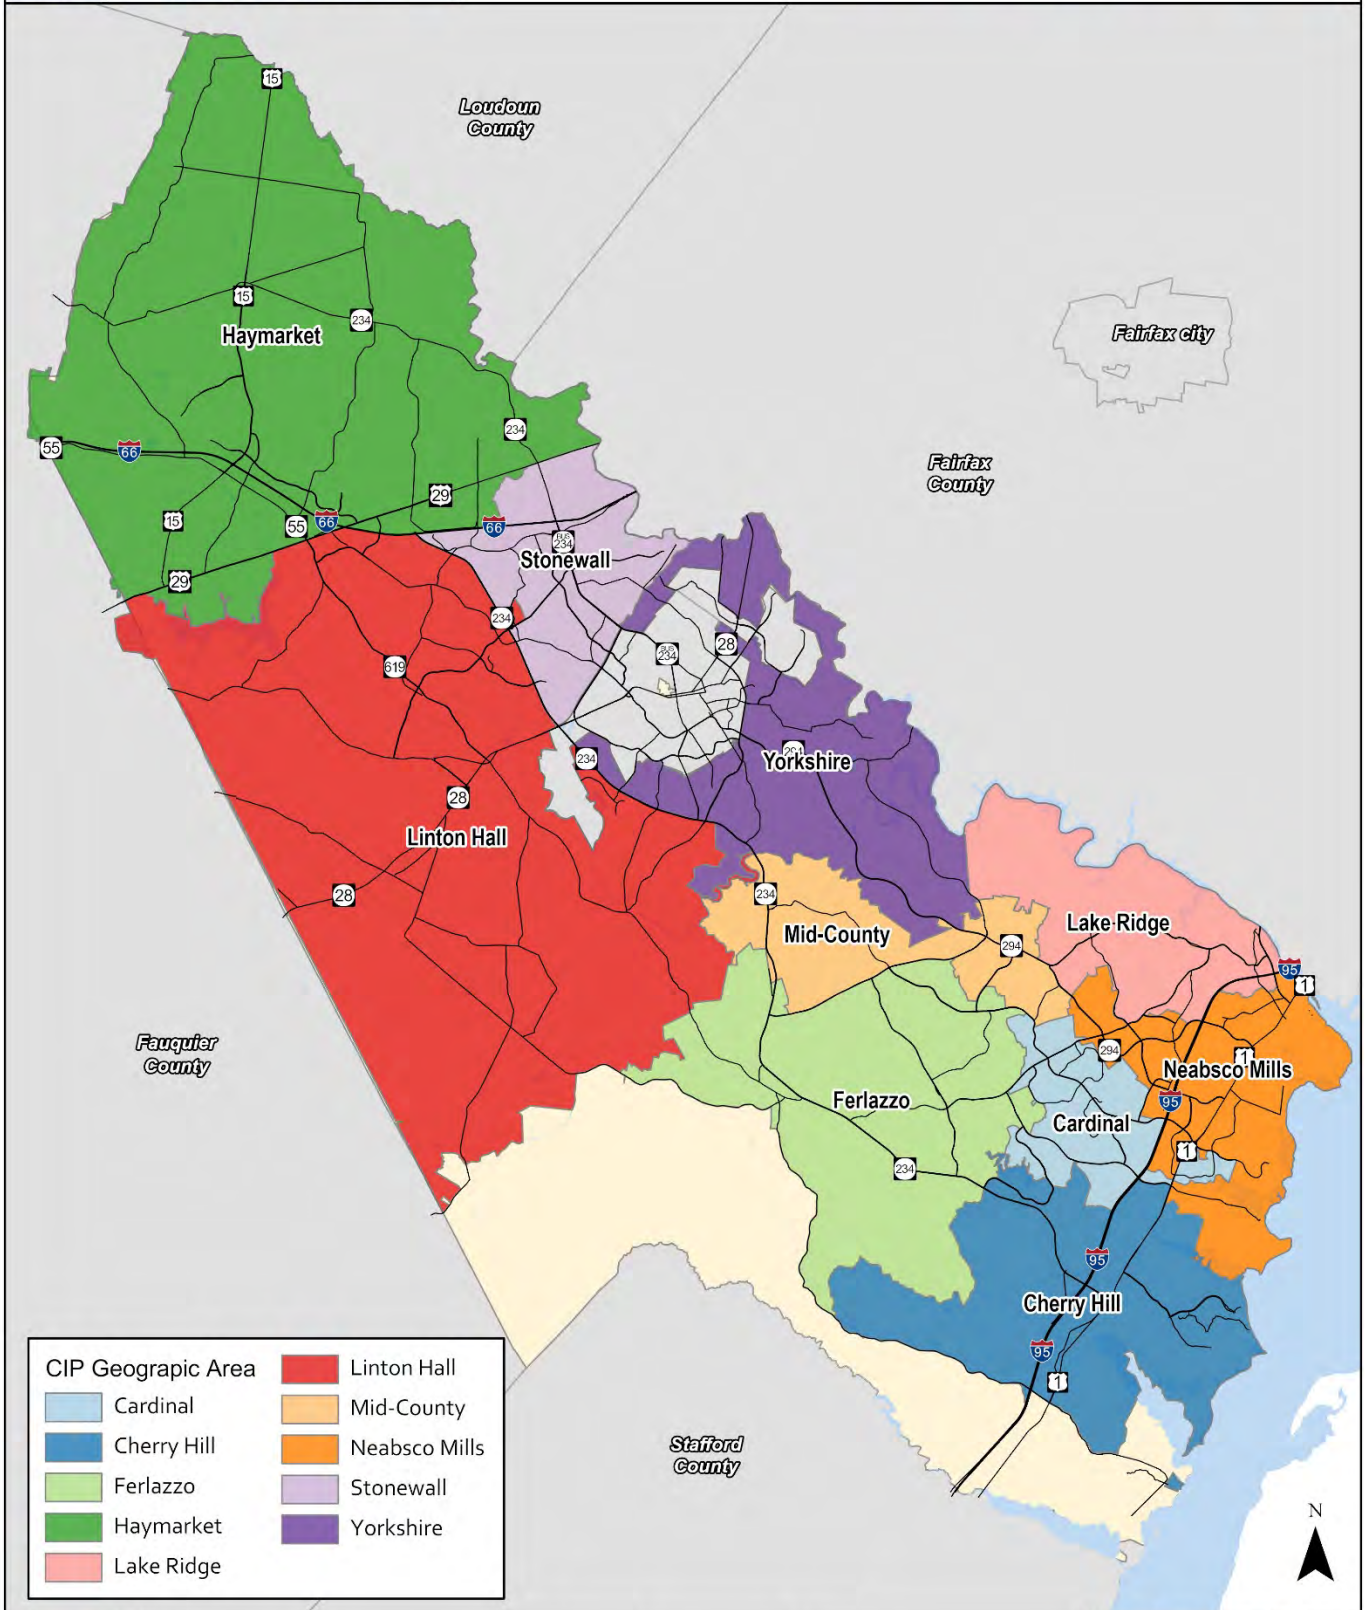 15
Loudoun
County
15
234
Haymarket
Fairfax city
234
55
66
Fairfax
County
29
15
55
66
66
BUS
234
Stonewall
29
234
28
BUS
234
619
234
294
Yorkshire
28
Linton Hall
28
234
Mid-County
Lake Ridge
294
95
1
Fauquier
County
294
1
Neabsco Mills
Ferlazzo
95
Cardinal
1
234
95
Cherry Hill
95
1
Stafford
County
CIP Geograpic Area
Cardinal
Cherry Hill
Ferlazzo
Haymarket
Lake Ridge
Linton Hall
Mid-County
Neabsco Mills
Stonewall
Yorkshire
N